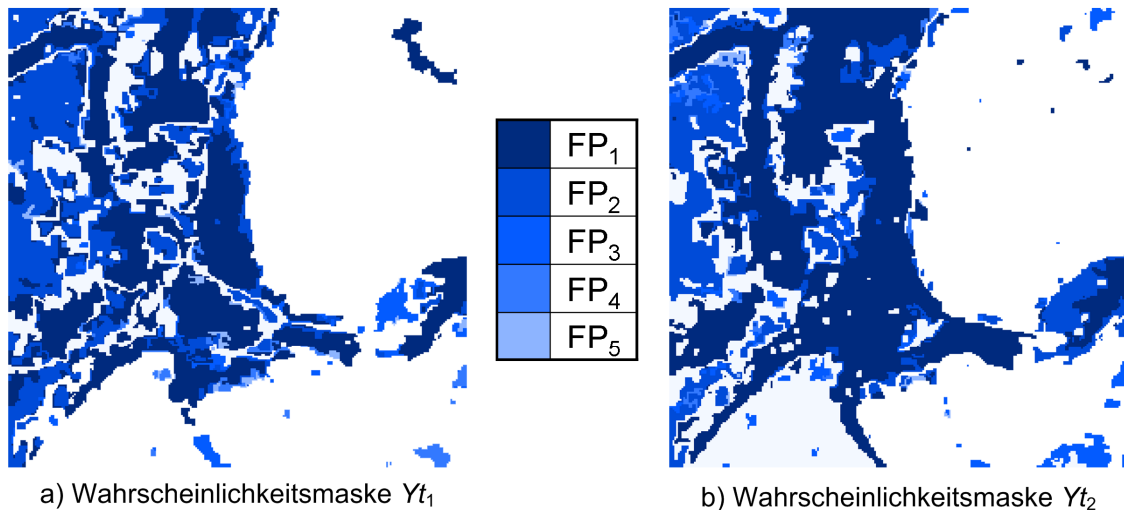 FP₁
FP₂
FP₃
FP₄
FP₅
a) Wahrscheinlichkeitsmaske Yt₁
b) Wahrscheinlichkeitsmaske Yt₂